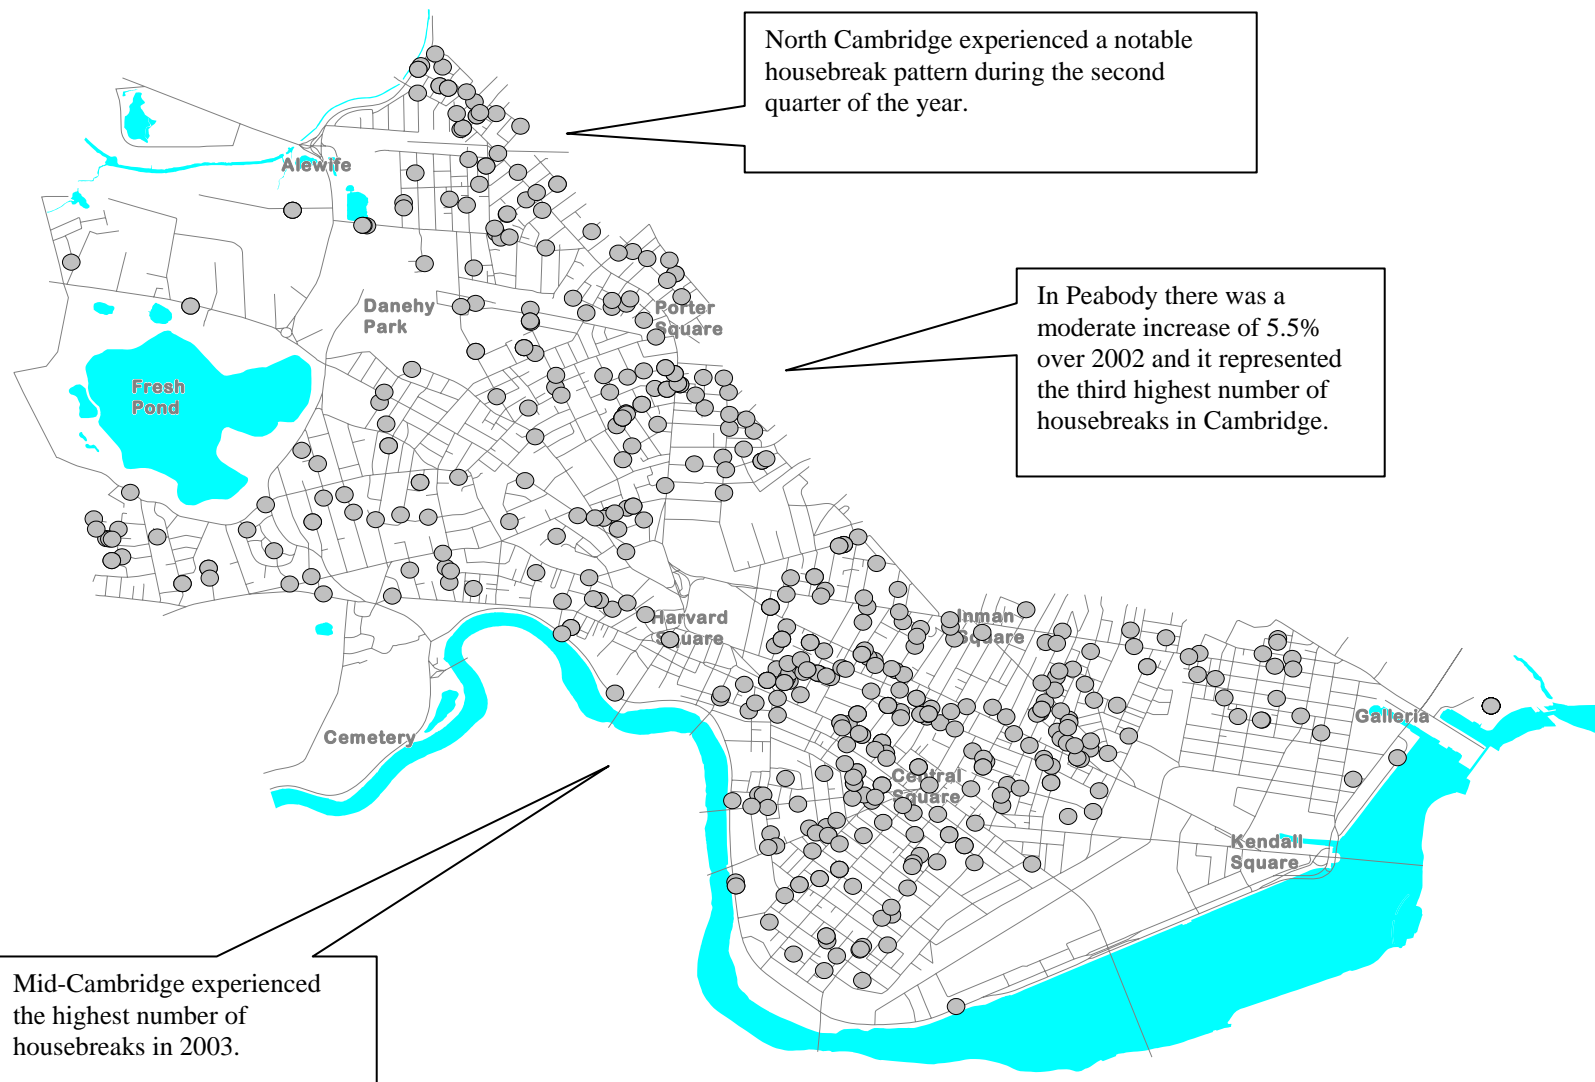 North Cambridge experienced a notable
housebreak pattern during the second
quarter of the year.
Alewife
In Peabody there was a
moderate increase of 5.5%
over 2002 and it represented
the third highest number of
housebreaks in Cambridge.
Danehy
Park
Porter
Square
Fresh
Pond
Harvard
Square
Inman
Square
Cemetery
Galleria
Central
Square
Kendall
Square
Mid-Cambridge experienced
the highest number of
housebreaks in 2003.